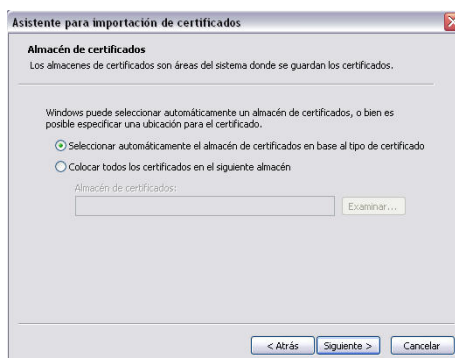 Asistente para importación de certificados
Almacén de certificados
Los almacenes de certificados son áreas del sistema donde se guardan los certificados.
Windows puede seleccionar automáticamente un almacén de certificados, o bien es
posible especificar una ubicación para el certificado.
Seleccionar automáticamente el almacén de certificados en base al tipo de certificado
Colocar todos los certificados en el siguiente almacén
Almacén de certificados:
Examinar...
< Atrás Siguiente > Cancelar